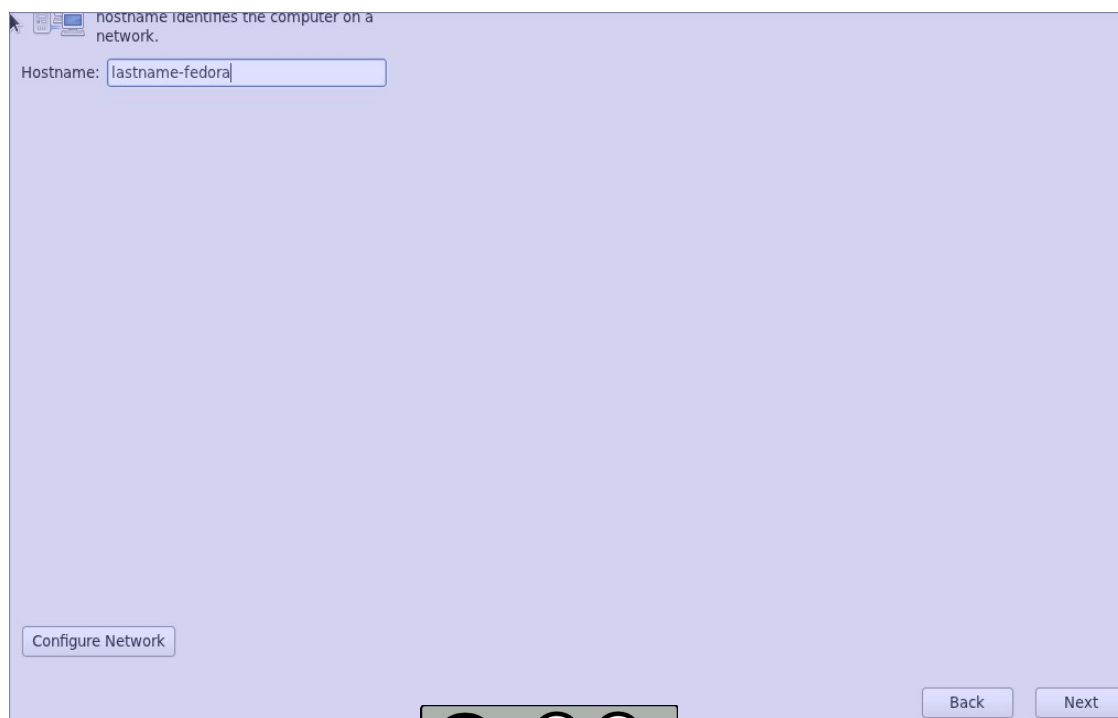 hostname identifies the computer on a
network.
Hostname: lastname-fedora
Configure Network
Back
Next